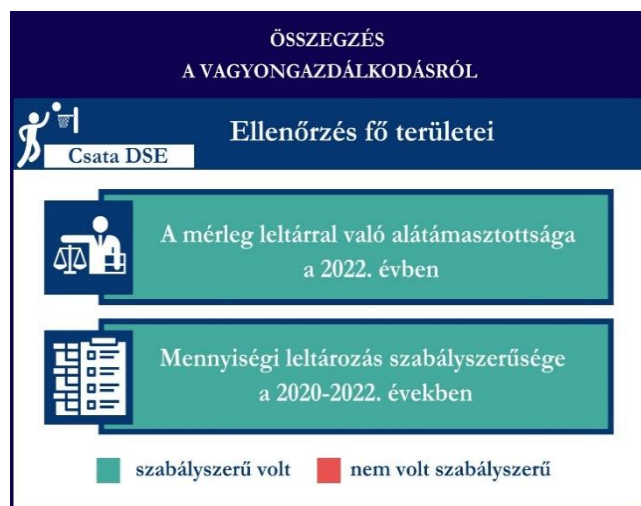 ÖSSZEGZÉS
A VAGYONGAZDÁLKODÁSRÓL
Ellenőrzés fő területei
Csata DSE
A mérleg leltárral való alátámasztottsága
a 2022. évben
Mennyiségi leltározás szabályszerűsége
a 2020-2022. években
szabályszerű volt
nem volt szabályszerű